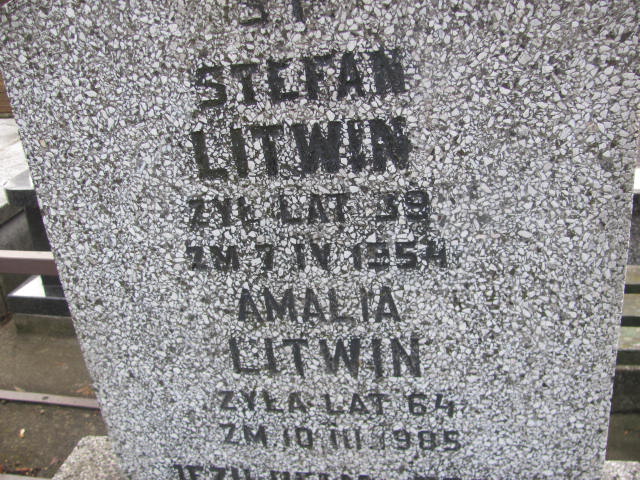 STEFAN
LITWIN
ŻYŁ LAT 39
ZM 7 IV 1954
AMALIA
LITWIN
ŻYŁA LAT 64
ZM 10 III 1985